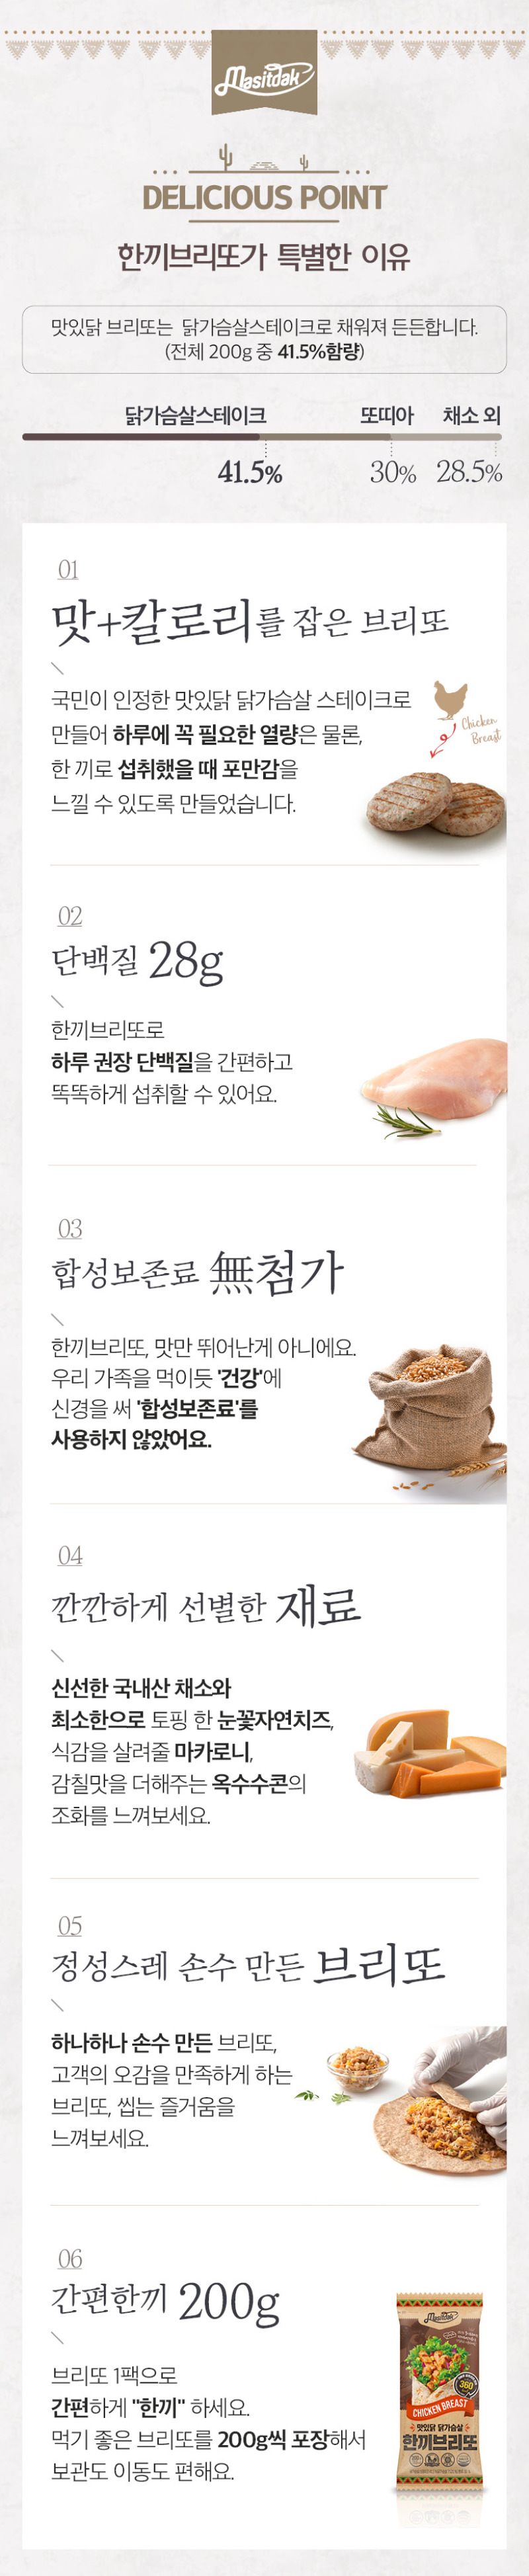 Masitdak
DELICIOUS POINT
한끼브리또가 특별한 이유
맛있닭 브리또는 닭가슴살스테이크로 채워져 든든합니다.
(전체 200g 중 41.5%함량)
닭가슴살스테이크 또띠아 채소 외
41.5% 30% 28.5%
01
맛+칼로리를 잡은 브리또
국민이 인정한 맛있닭 닭가슴살 스테이크로
만들어 하루에 꼭 필요한 열량은 물론,
한 끼로 섭취했을 때 포만감을
느낄 수 있도록 만들었습니다.
Chicken
Breast
02
단백질 28g
한끼브리또로
하루 권장 단백질을 간편하고
똑똑하게 섭취할 수 있어요.
03
합성보존료 無첨가
한끼브리또, 맛만 뛰어난게 아니에요.
우리 가족을 먹이듯 '건강'에
신경을 써 '합성보존료'를
사용하지 않았어요.
04
깐깐하게 선별한 재료
신선한 국내산 채소와
최소한으로 토핑 한 눈꽃자연치즈,
식감을 살려줄 마카로니,
감칠맛을 더해주는 옥수수콘의
조화를 느껴보세요.
05
정성스레 손수 만든 브리또
하나하나 손수 만든 브리또,
고객의 오감을 만족하게 하는
브리또, 씹는 즐거움을
느껴보세요.
06
간편한끼 200g
브리또 1팩으로
간편하게 "한끼" 하세요.
먹기 좋은 브리또를 200g씩 포장해서
보관도 이동도 편해요.
Masitdak
360
CHICKEN BREAST
맛있닭 닭가슴살
한끼브리또